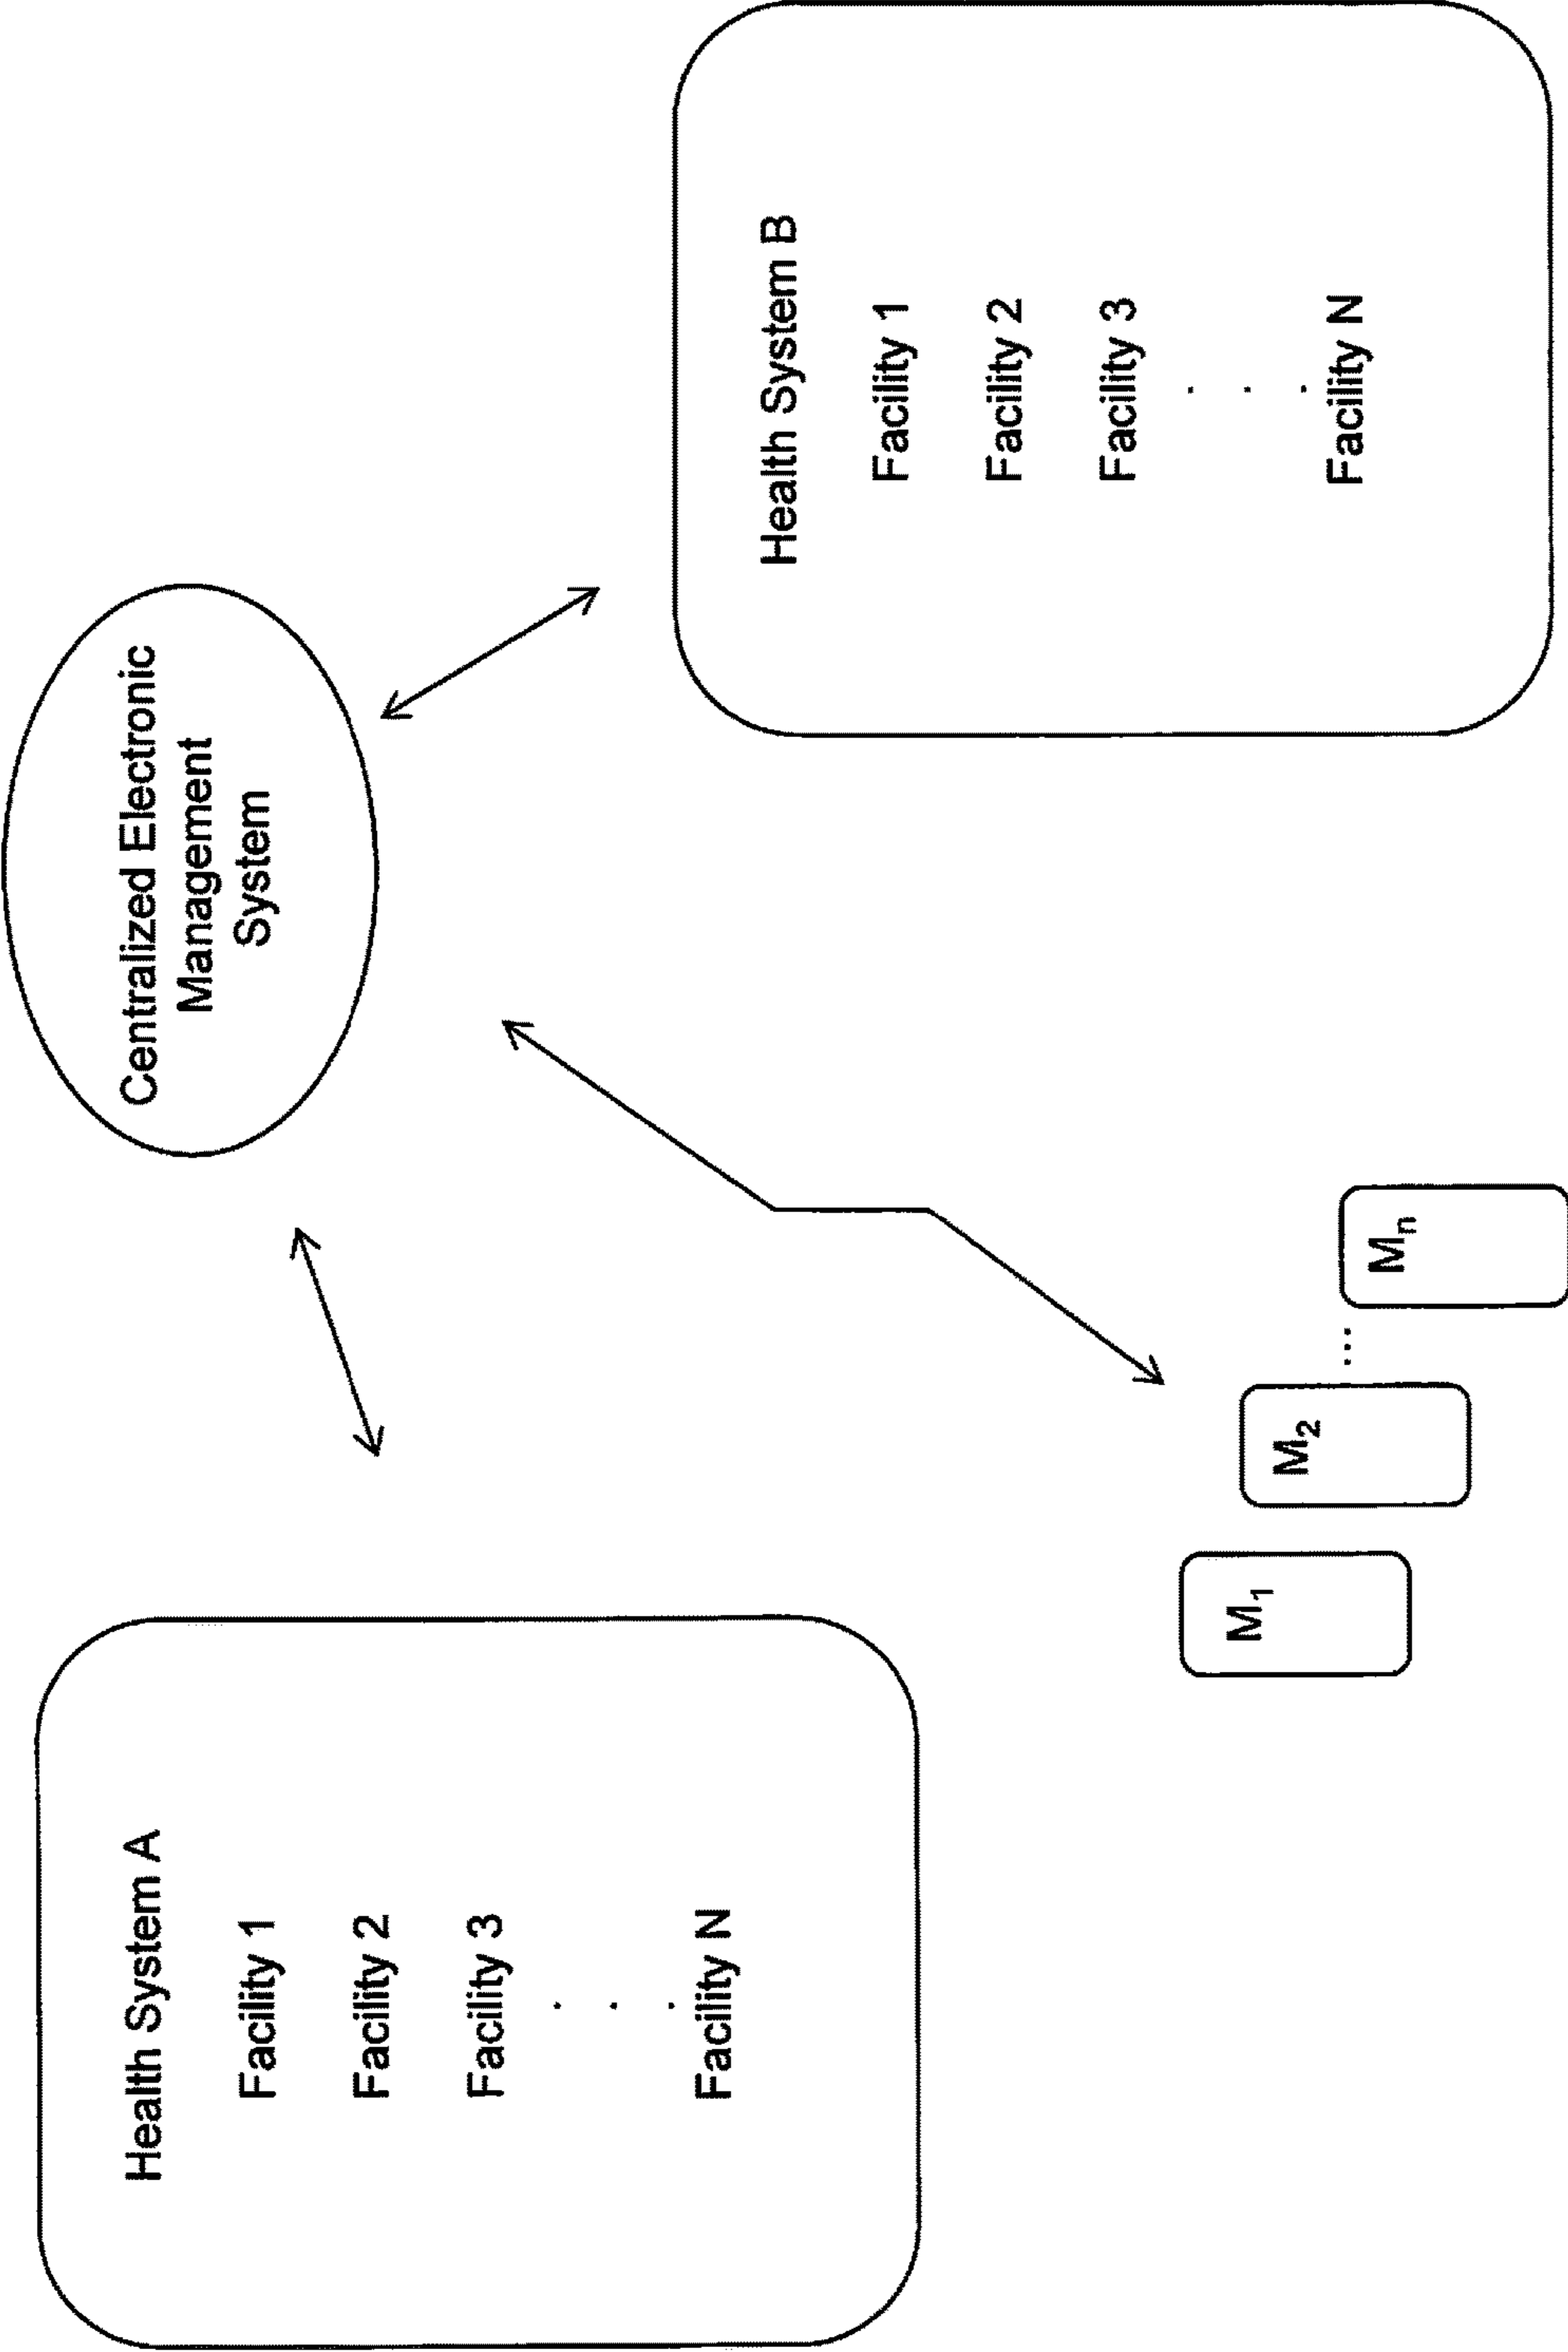 Centralized Electronic
Management
System
Health System A
Facility 1
Facility 2
Facility 3
.
.
.
Facility N
Health System B
Facility 1
Facility 2
Facility 3
.
.
.
Facility N
M₁
M₂
...
Mₙ